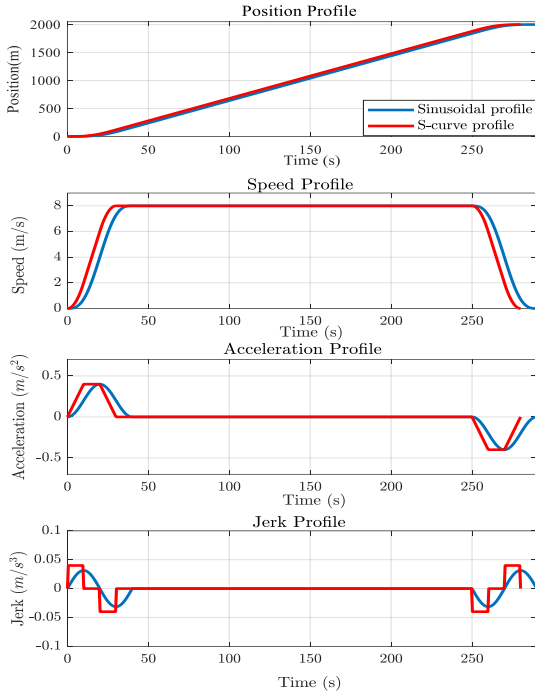 Position Profile
Position(m)
2000
1500
1000
500
0
Sinusoidal profile
S-curve profile
0 50 100 150 200 250
Time (s)
Speed Profile
Speed (m/s)
8
6
4
2
0
0 50 100 150 200 250
Time (s)
Acceleration Profile
Acceleration (m/s²)
0.5
0
-0.5
0 50 100 150 200 250
Time (s)
Jerk Profile
Jerk (m/s³)
0.1
0.05
0
-0.05
-0.1
0 50 100 150 200 250
Time (s)